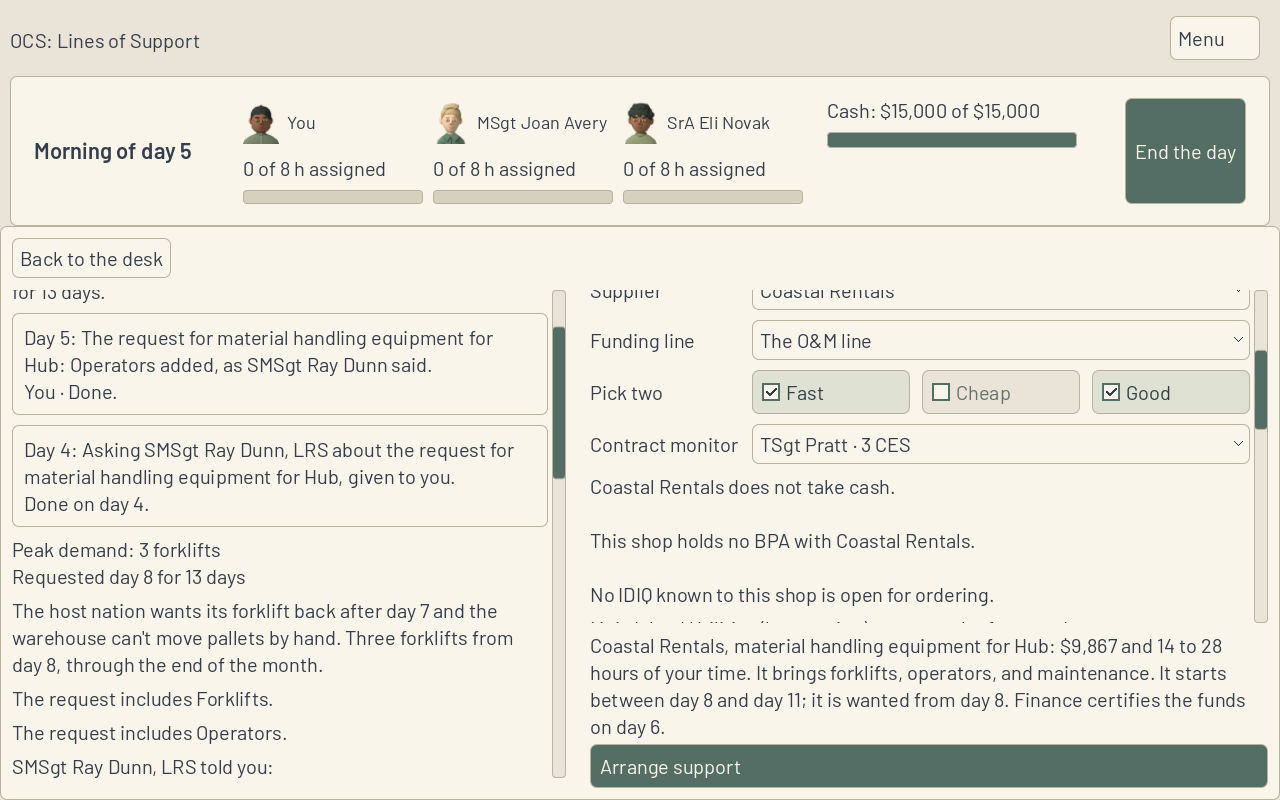 OCS: Lines of Support
Menu
Morning of day 5
You
0 of 8 h assigned
MSgt Joan Avery
0 of 8 h assigned
SrA Eli Novak
0 of 8 h assigned
Cash: $15,000 of $15,000
End the day
Back to the desk
for 13 days.
Day 5: The request for material handling equipment for
Hub: Operators added, as SMSgt Ray Dunn said.
You · Done.
Day 4: Asking SMSgt Ray Dunn, LRS about the request for
material handling equipment for Hub, given to you.
Done on day 4.
Peak demand: 3 forklifts
Requested day 8 for 13 days
The host nation wants its forklift back after day 7 and the
warehouse can't move pallets by hand. Three forklifts from
day 8, through the end of the month.
The request includes Forklifts.
The request includes Operators.
SMSgt Ray Dunn, LRS told you:
Supplier
Coastal Rentals
Funding line
The O&M line
Pick two
Fast
Cheap
Good
Contract monitor
TSgt Pratt · 3 CES
Coastal Rentals does not take cash.
This shop holds no BPA with Coastal Rentals.
No IDIQ known to this shop is open for ordering.
Coastal Rentals, material handling equipment for Hub: $9,867 and 14 to 28
hours of your time. It brings forklifts, operators, and maintenance. It starts
between day 8 and day 11; it is wanted from day 8. Finance certifies the funds
on day 6.
Arrange support